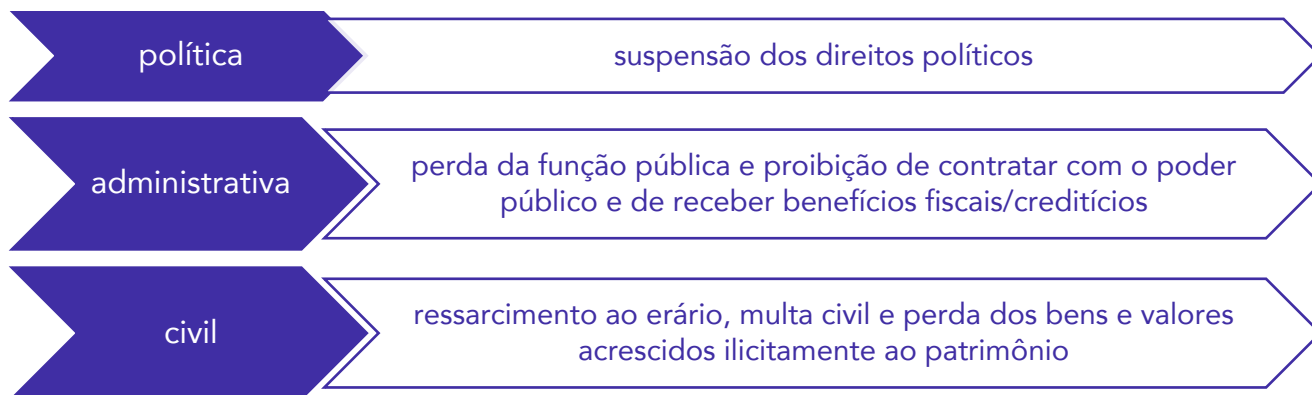 política
suspensão dos direitos políticos
administrativa
perda da função pública e proibição de contratar com o poder
público e de receber benefícios fiscais/creditícios
civil
ressarcimento ao erário, multa civil e perda dos bens e valores
acrescidos ilicitamente ao patrimônio